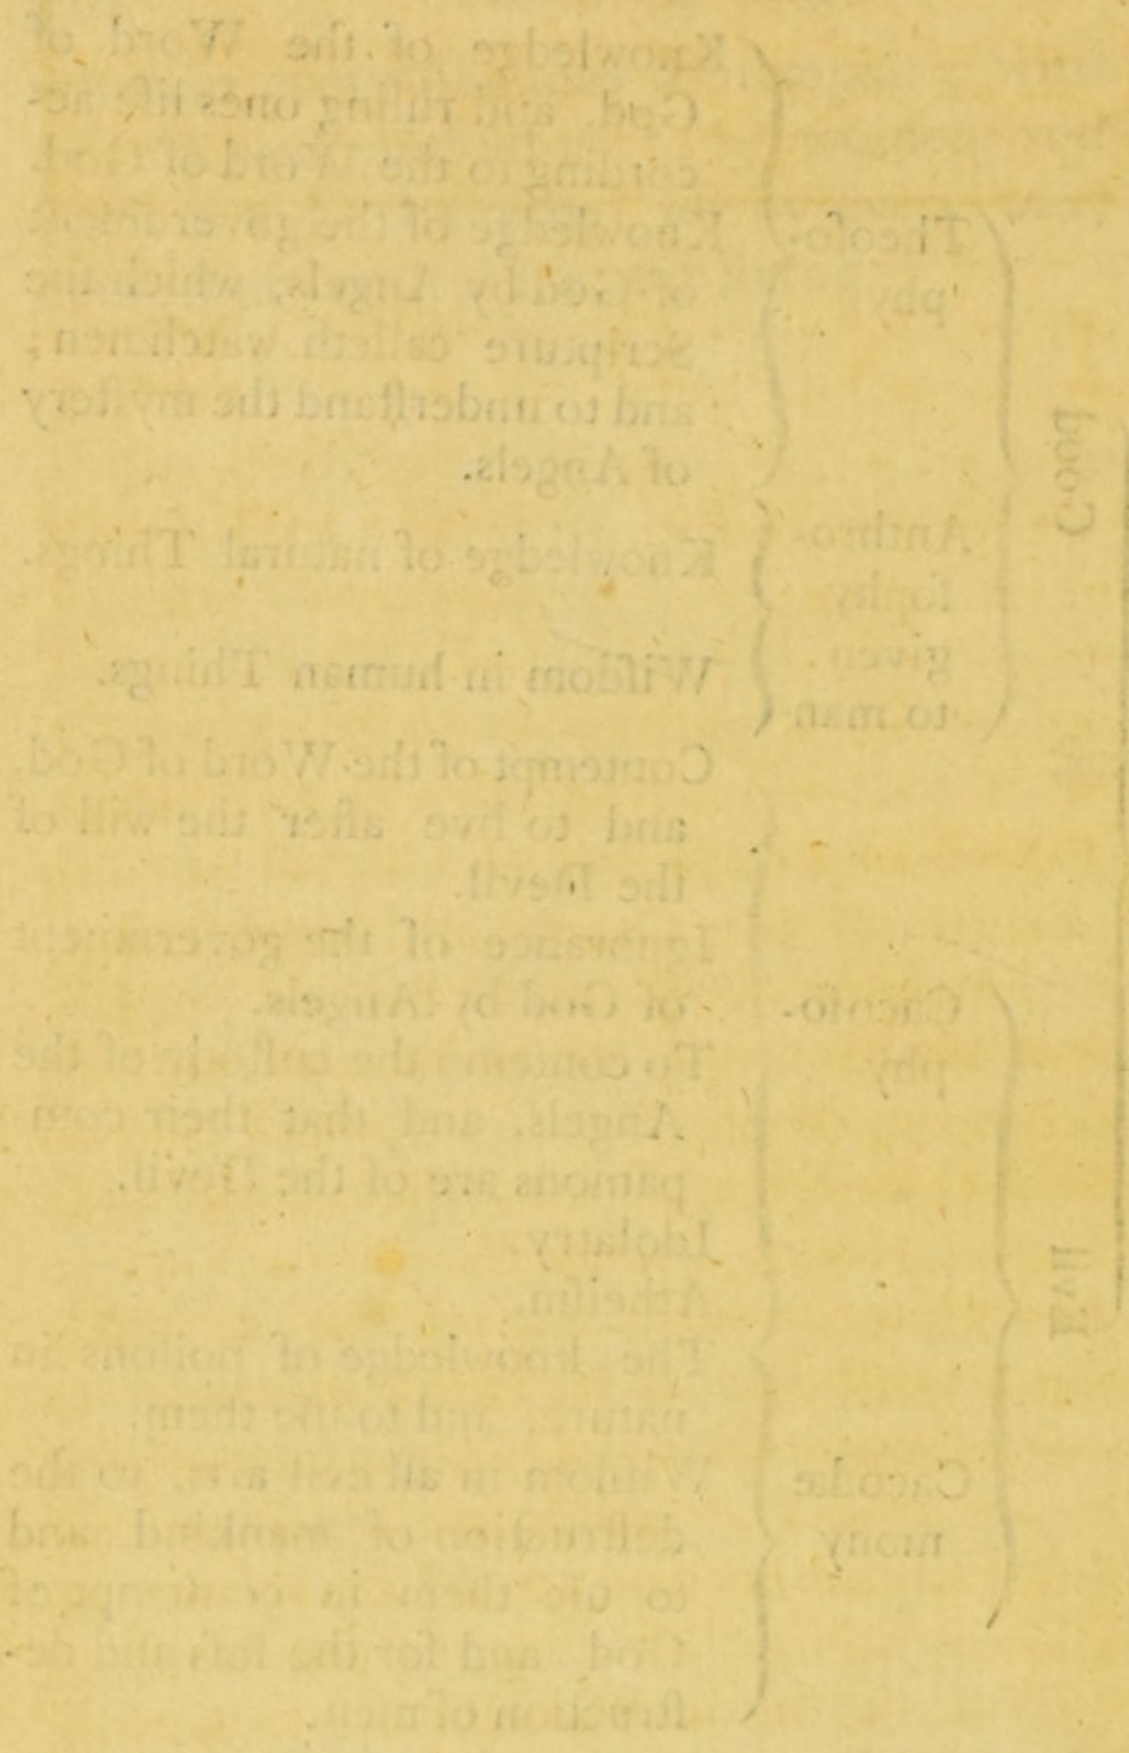 Good
Theoſo-
phy
Knowledge of the Word of
God, and ruling ones life ac-
cording to the Word of God.
Knowledge of the government
of God by Angels, which the
Scripture calleth watchmen;
and to underſtand the myſtery
of Angels.
Anthro-
ſophy
given
to man
Knowledge of natural Things.
Wiſdom in human Things.
Evil
Cacoſo-
phy
Contempt of the Word of God,
and to live after the will of
the Devil.
Ignorance of the government
of God by Angels.
To contemn the cuſtody of the
Angels, and that their com
panions are of the Devil.
Idolatry.
Atheiſm.
Cacodæ
mony
The knowledge of poiſons in
nature, and to uſe them.
Wiſdom in all evil arts, to the
deſtruction of mankind, and
to uſe them in contempt of
God, and for the loſs and de-
ſtruction of men.